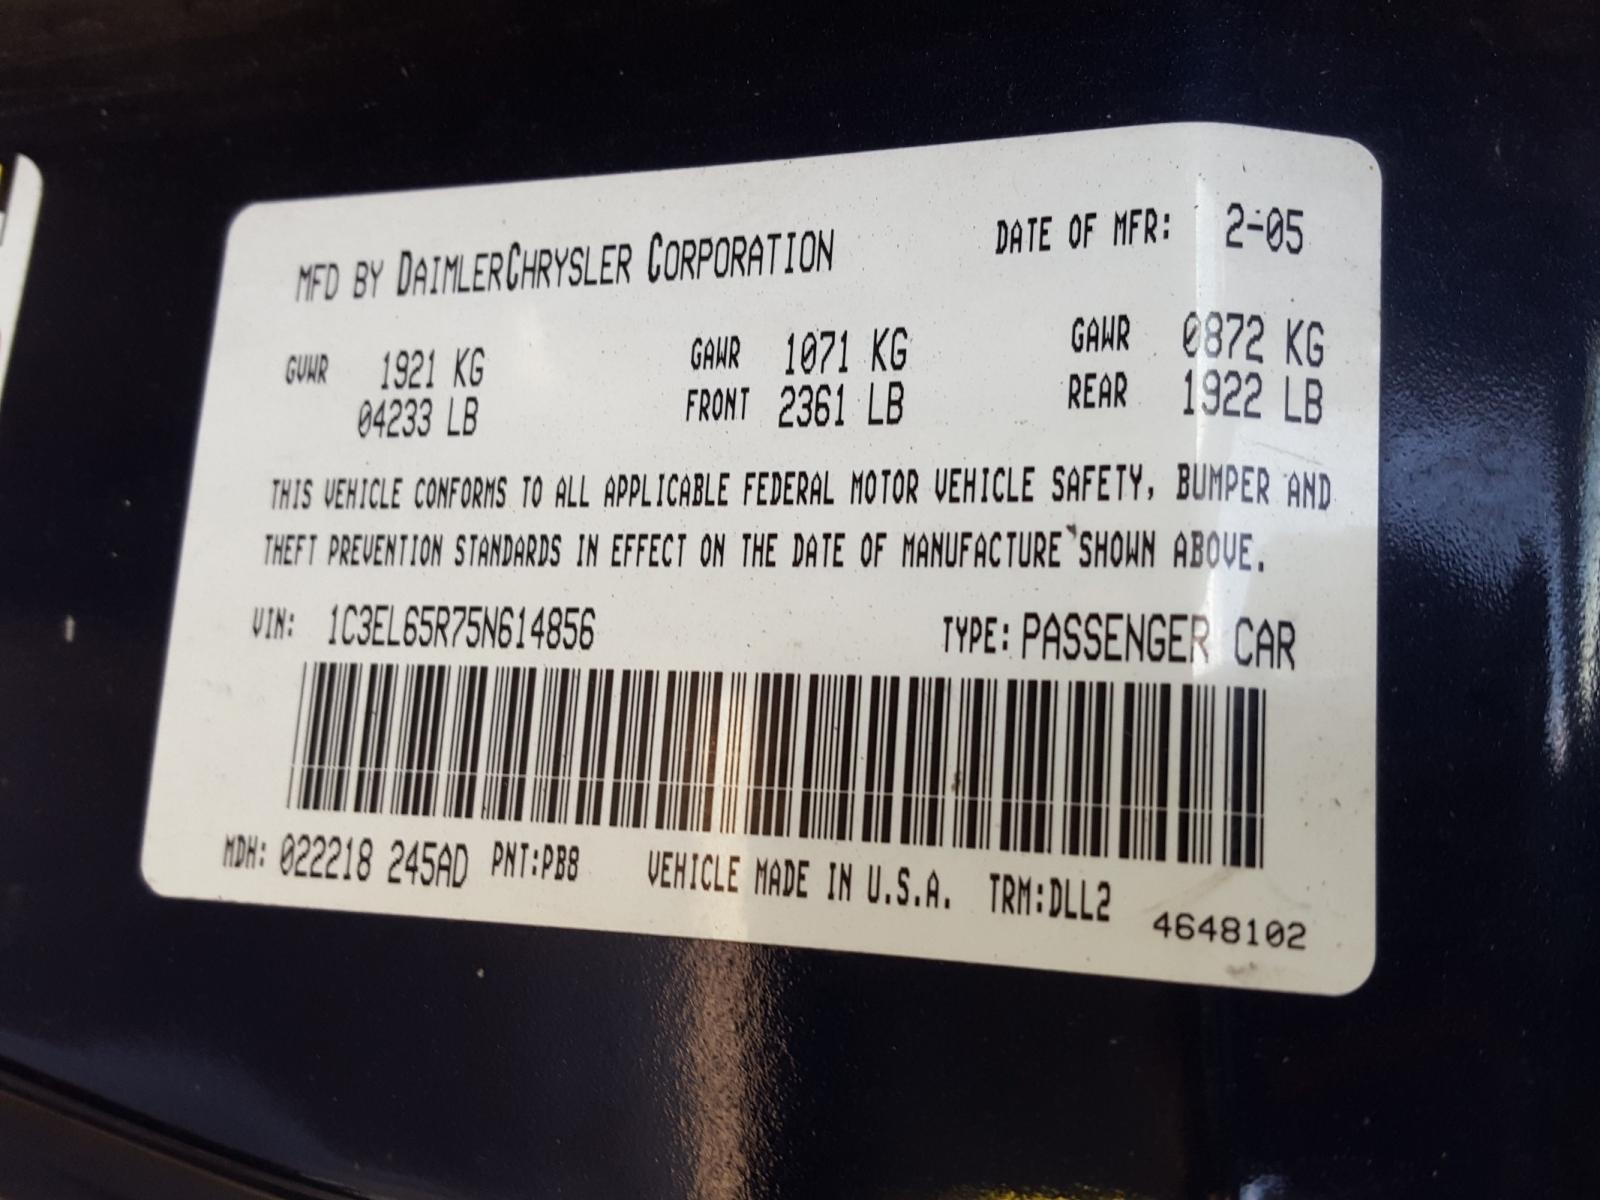 MFD BY DAIMLERCHRYSLER CORPORATION DATE OF MFR: 2-05
GVWR 1921 KG GAWR 1071 KG GAWR 0872 KG
04233 LB FRONT 2361 LB REAR 1922 LB
THIS VEHICLE CONFORMS TO ALL APPLICABLE FEDERAL MOTOR VEHICLE SAFETY, BUMPER AND
THEFT PREVENTION STANDARDS IN EFFECT ON THE DATE OF MANUFACTURE SHOWN ABOVE.
VIN: 1C3EL65R75N614856 TYPE: PASSENGER CAR
MDH: 022218 245AD PNT:PB8 VEHICLE MADE IN U.S.A. TRM:DLL2
4648102